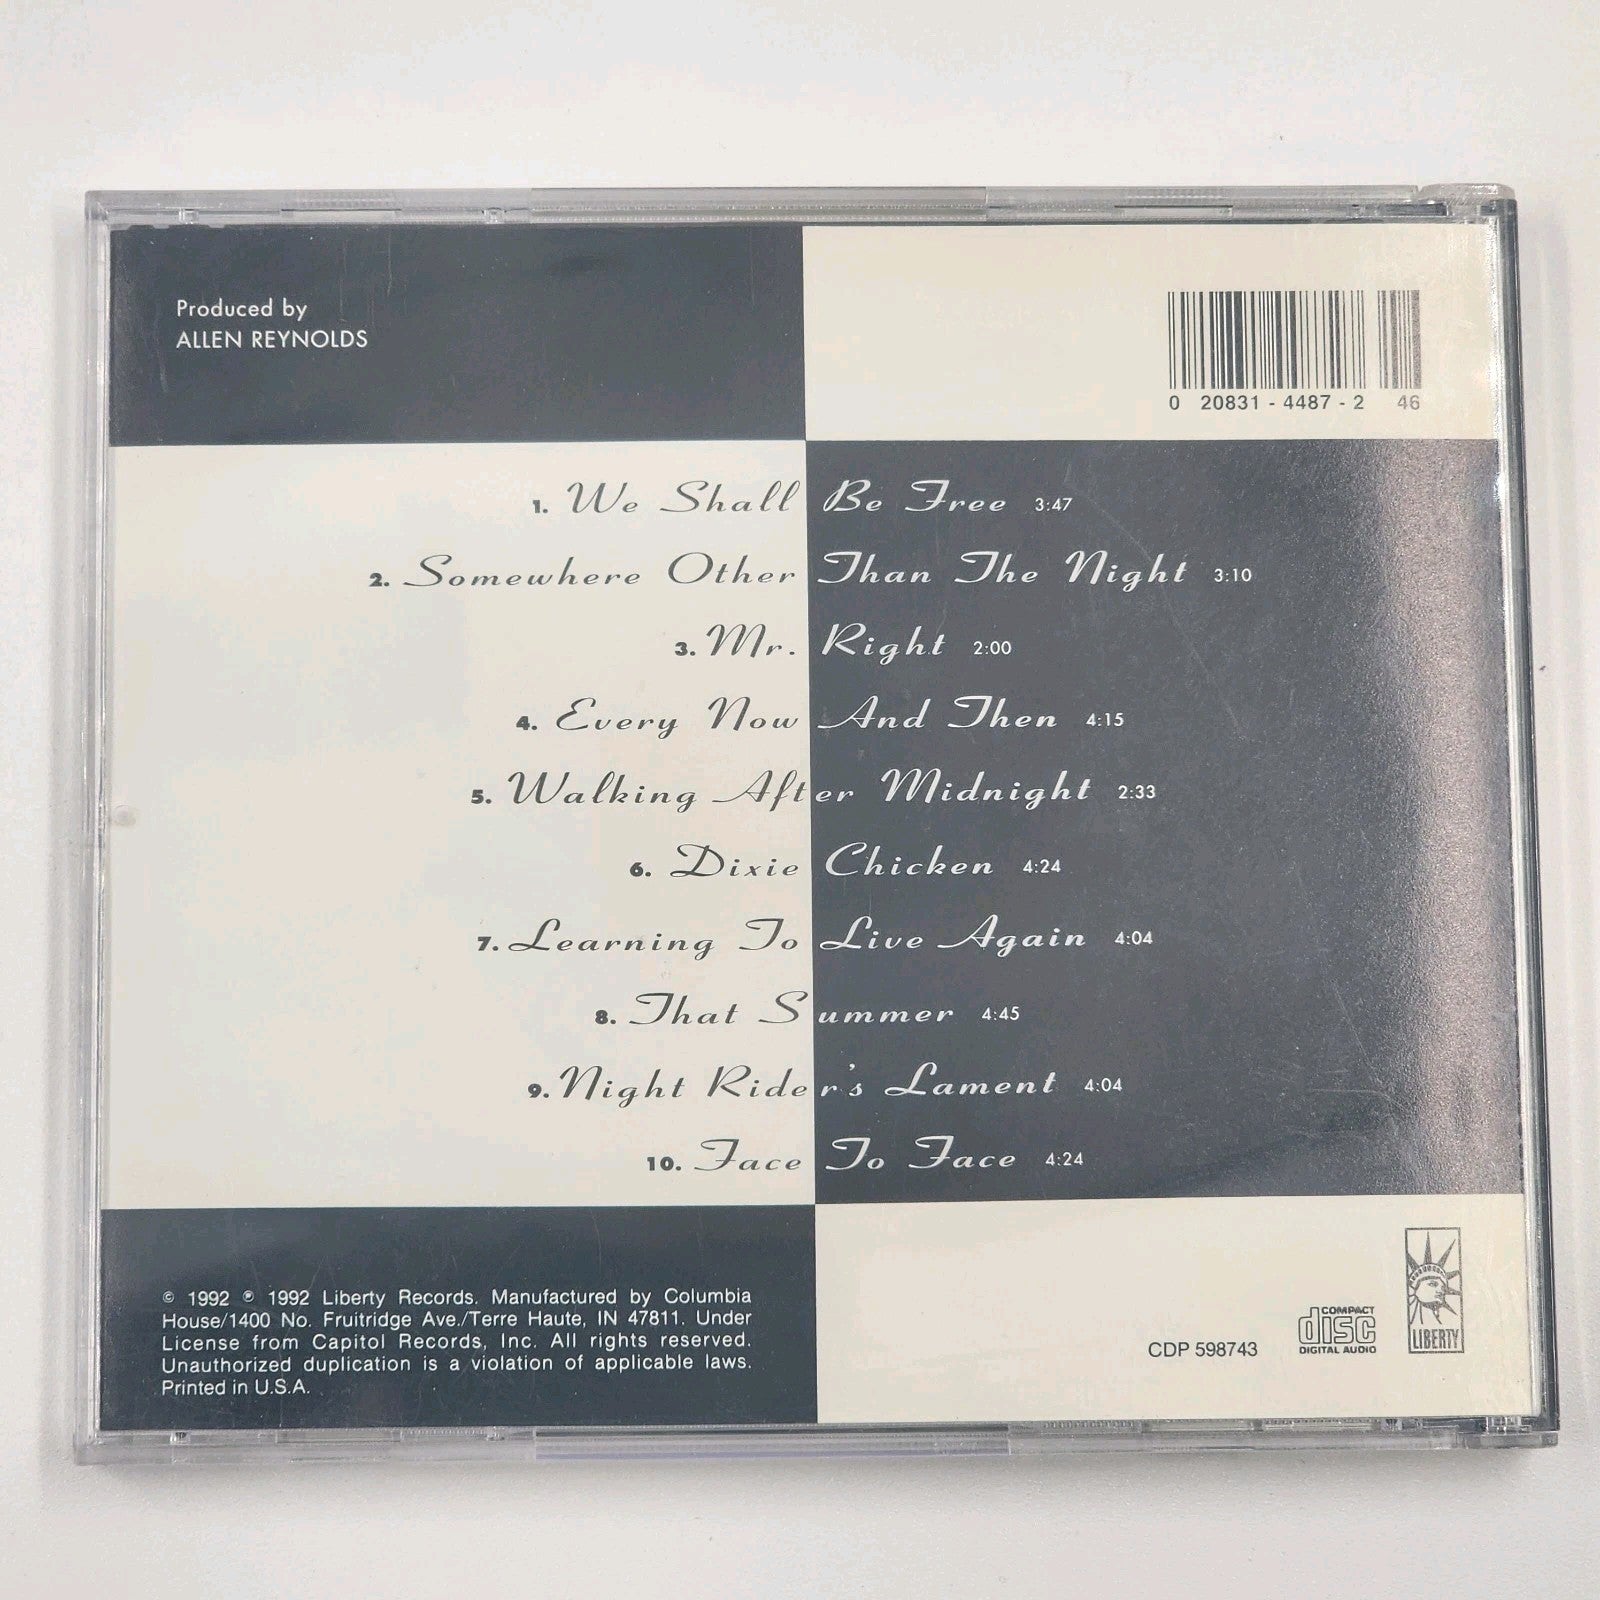 Produced by
ALLEN REYNOLDS
0 20831 - 4487 - 2 46
1. We Shall Be Free 3:47
2. Somewhere Other Than The Night 3:10
3. Mr. Right 2:00
4. Every Now And Then 4:15
5. Walking After Midnight 2:33
6. Dixie Chicken 4:24
7. Learning To Live Again 4:04
8. That Summer 4:45
9. Night Rider's Lament 4:04
10. Face To Face 4:24
© 1992 ℗ 1992 Liberty Records. Manufactured by Columbia
House/1400 No. Fruitridge Ave./Terre Haute, IN 47811. Under
License from Capitol Records, Inc. All rights reserved.
Unauthorized duplication is a violation of applicable laws.
Printed in U.S.A.
CDP 598743
COMPACT
disc
DIGITAL AUDIO
LIBERTY